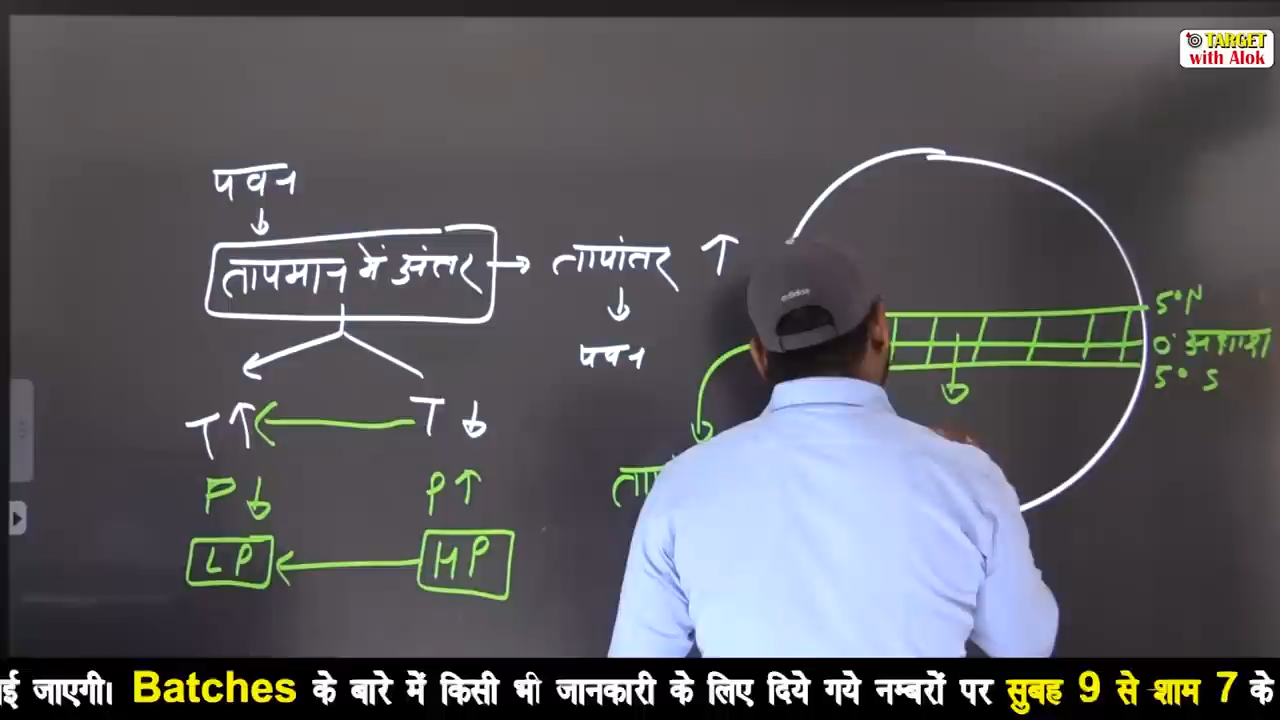 TARGET
with Alok
पवन
तापमान में अंतर → तापांतर ↑
पवन
T↑ ← T↓
P↓ P↑
LP ← HP
5° N
0° अक्षांश
5° S
ई जाएगी। Batches के बारे में किसी भी जानकारी के लिए दिये गये नम्बरों पर सुबह 9 से शाम 7 के